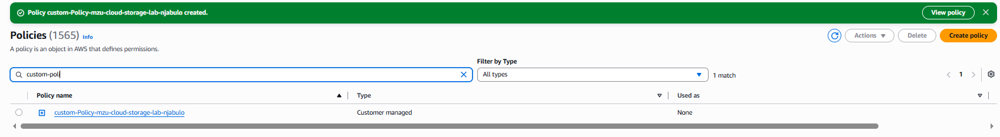 Policy custom-Policy-mzu-cloud-storage-lab-njabulo created.
View policy
Policies (1565) Info
Actions
Delete
Create policy
A policy is an object in AWS that defines permissions.
Filter by Type
custom-poli
All types
1 match
1
Policy name
Type
Used as
custom-Policy-mzu-cloud-storage-lab-njabulo
Customer managed
None